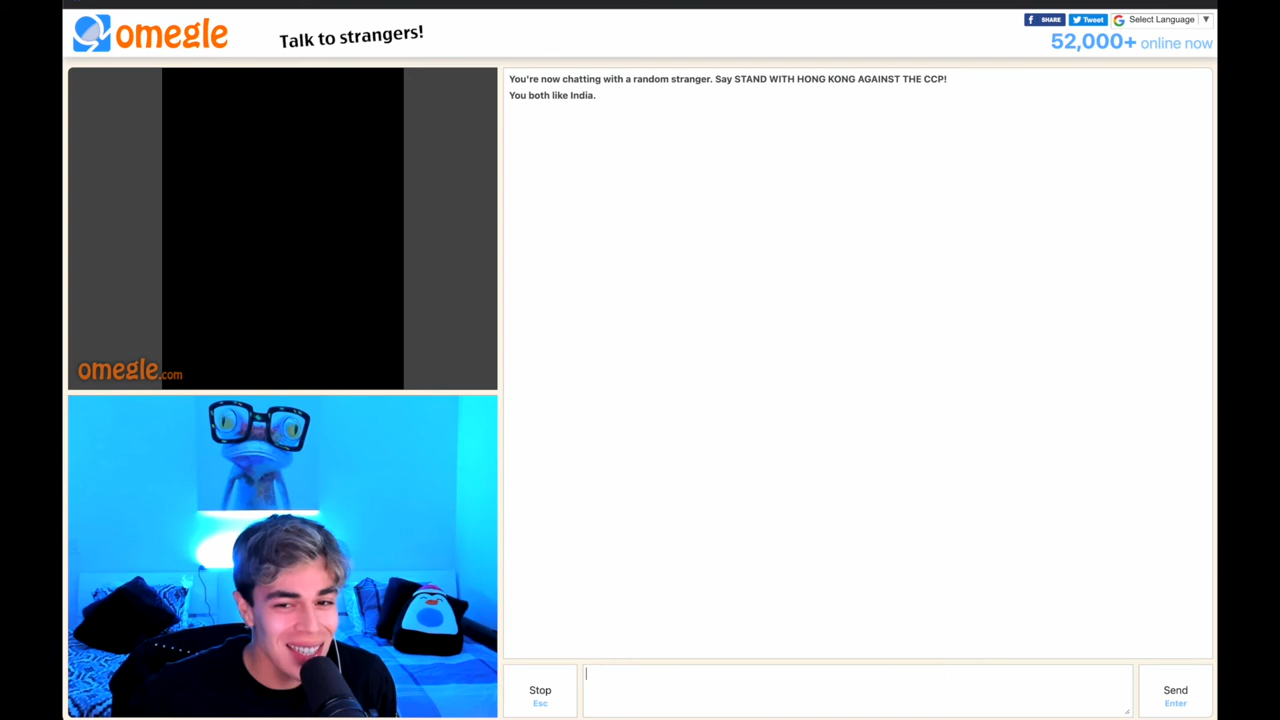 omegle
Talk to strangers!
SHARE
Tweet
Select Language ▼
52,000+ online now
You're now chatting with a random stranger. Say STAND WITH HONG KONG AGAINST THE CCP!
You both like India.
omegle.com
Stop
Esc
Send
Enter